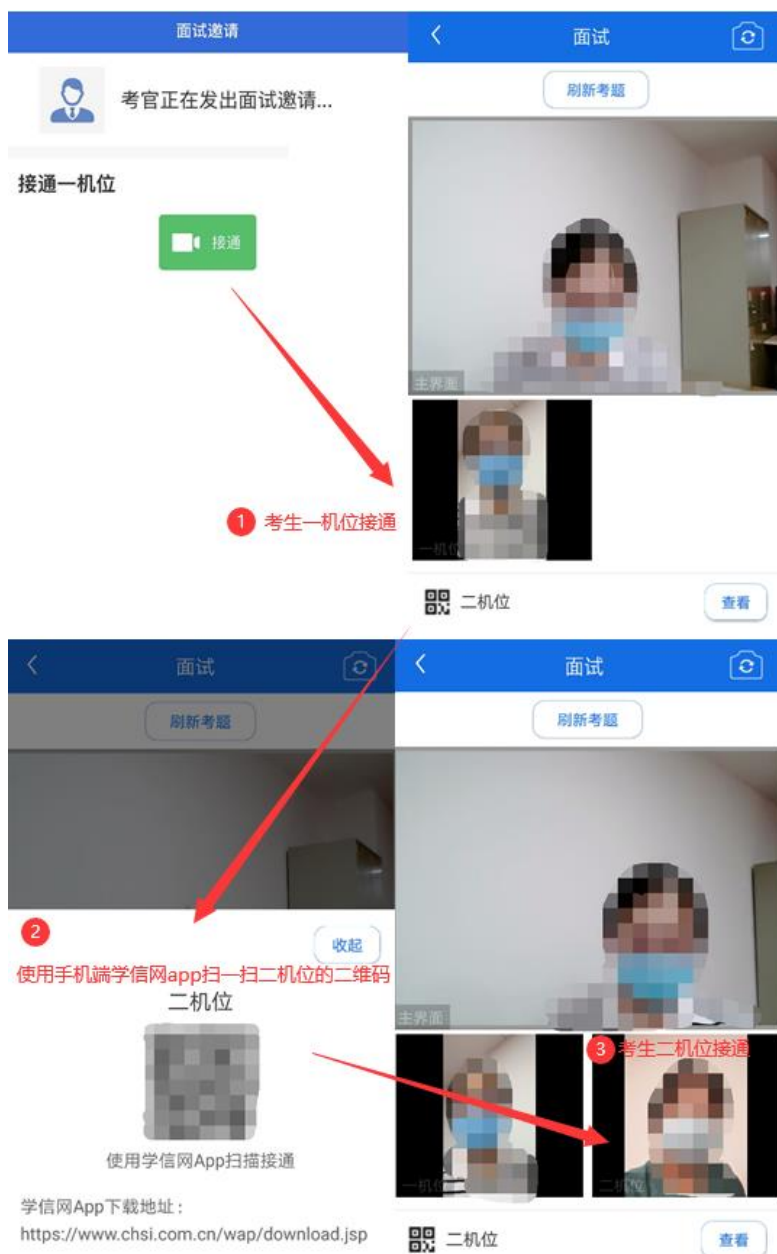 面试邀请
考官正在发出面试邀请...
接通一机位
接通
1 考生一机位接通
面试
刷新考题
主界面
一机位
二机位
查看
面试
刷新考题
2
收起
使用手机端学信网app扫一扫二机位的二维码
二机位
使用学信网App扫描接通
学信网App下载地址：
https://www.chsi.com.cn/wap/download.jsp
面试
刷新考题
主界面
3 考生二机位接通
一机位
二机位
二机位
查看